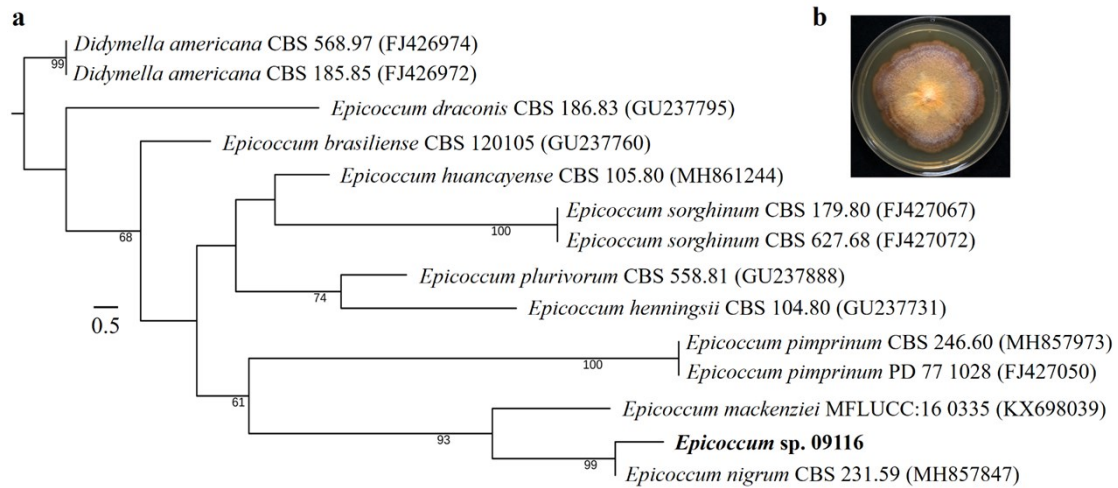 a
b
Didymella americana CBS 568.97 (FJ426974)
99
Didymella americana CBS 185.85 (FJ426972)
Epicoccum draconis CBS 186.83 (GU237795)
Epicoccum brasiliense CBS 120105 (GU237760)
Epicoccum huancayense CBS 105.80 (MH861244)
Epicoccum sorghinum CBS 179.80 (FJ427067)
100
68
Epicoccum sorghinum CBS 627.68 (FJ427072)
Epicoccum plurivorum CBS 558.81 (GU237888)
74
Epicoccum henningsii CBS 104.80 (GU237731)
0.5
Epicoccum pimprinum CBS 246.60 (MH857973)
100
Epicoccum pimprinum PD 77 1028 (FJ427050)
61
Epicoccum mackenziei MFLUCC:16 0335 (KX698039)
93
Epicoccum sp. 09116
99
Epicoccum nigrum CBS 231.59 (MH857847)